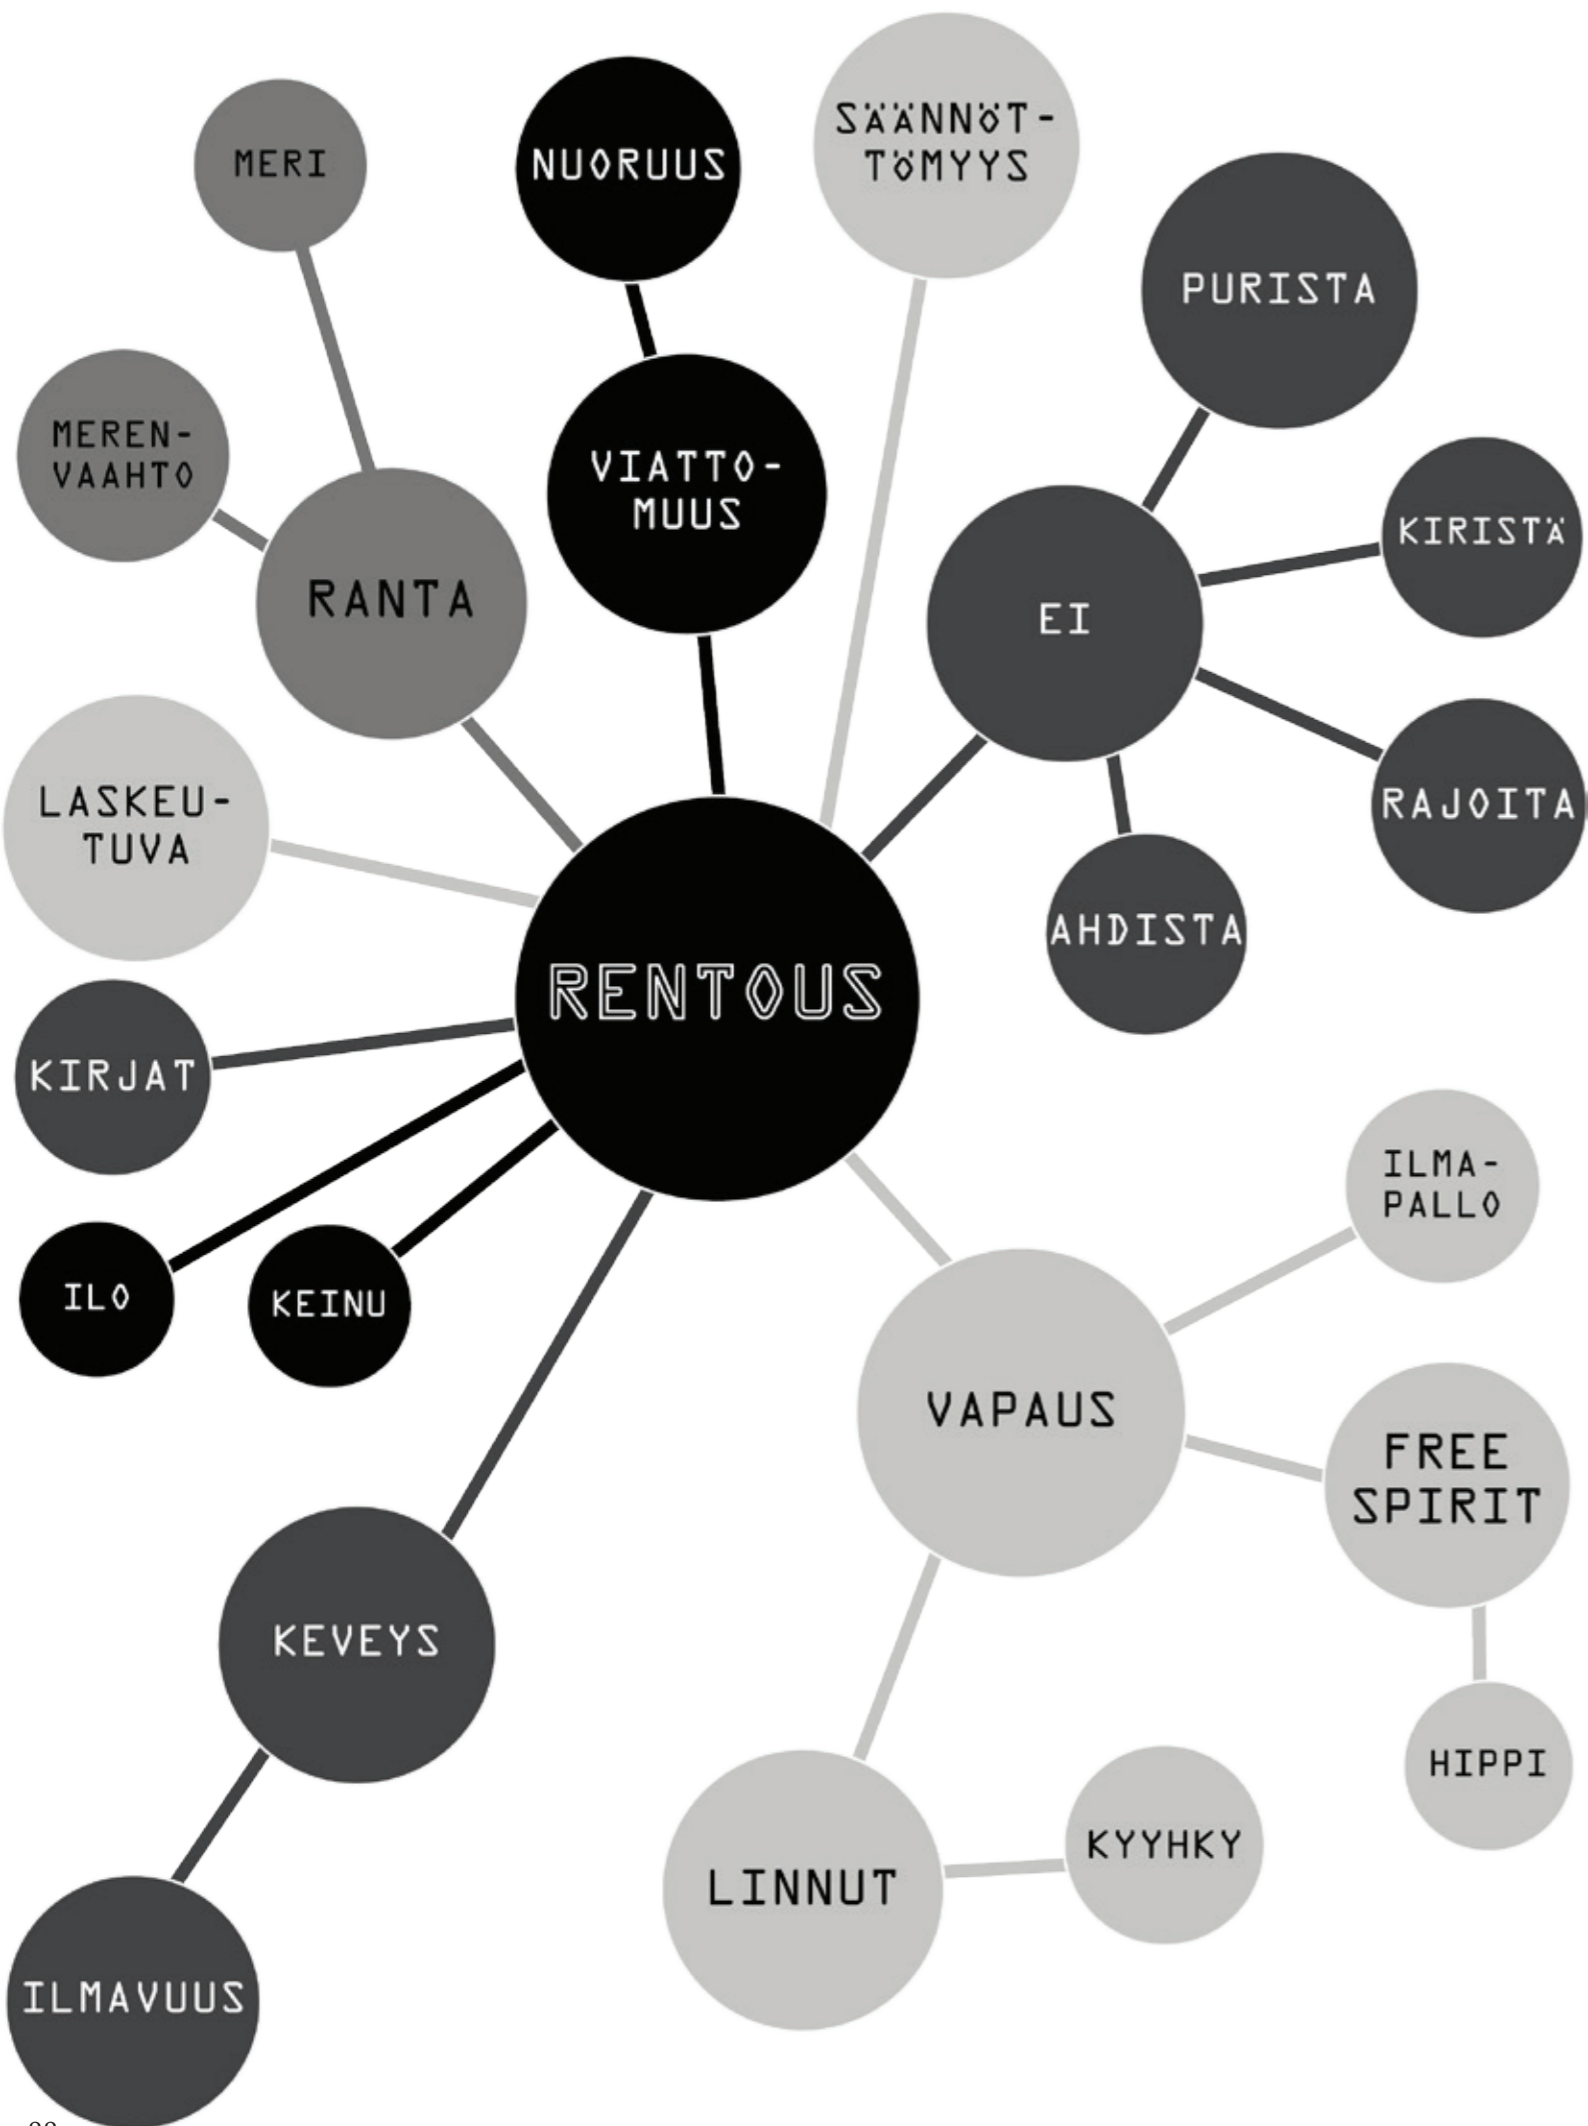 SÄÄNNÖT-
TÖMYYS
MERI
NUORUUS
PURISTA
MEREN-
VAAHTO
VIATTO-
MUUS
KIRISTÄ
RANTA
EI
LASKEU-
TUVA
RAJOITA
AHDISTA
RENTOUS
KIRJAT
ILMA-
PALLO
ILO
KEINU
VAPAUS
FREE
SPIRIT
KEVEYS
HIPPI
KYYHKY
LINNUT
ILMAVUUS